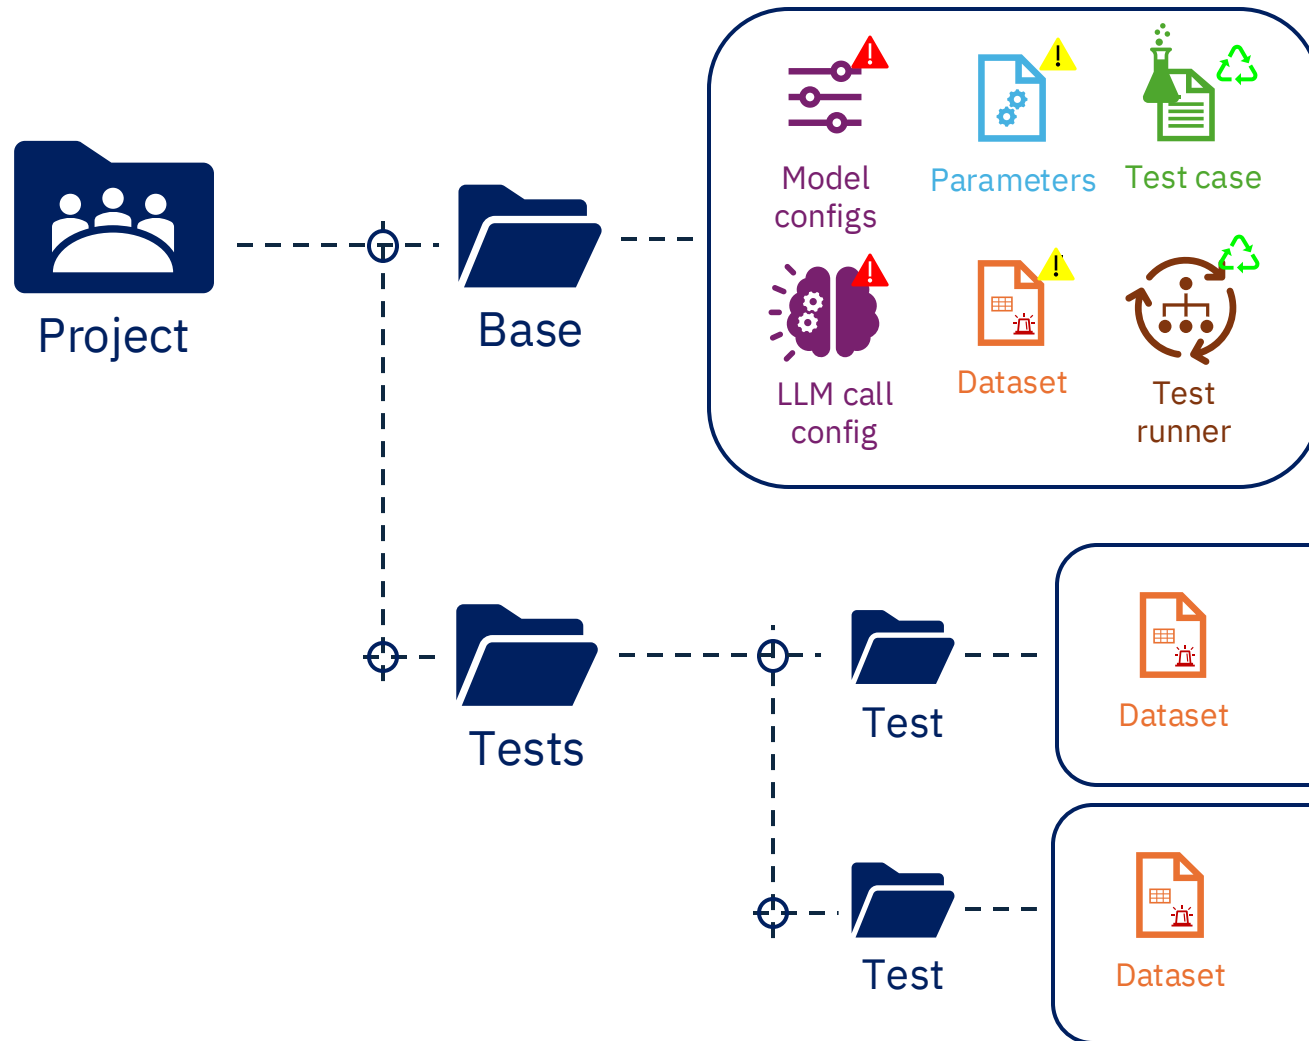 Project
Base
Model
configs
Parameters
Test case
LLM call
config
Dataset
Test
runner
Tests
Test
Dataset
Test
Dataset